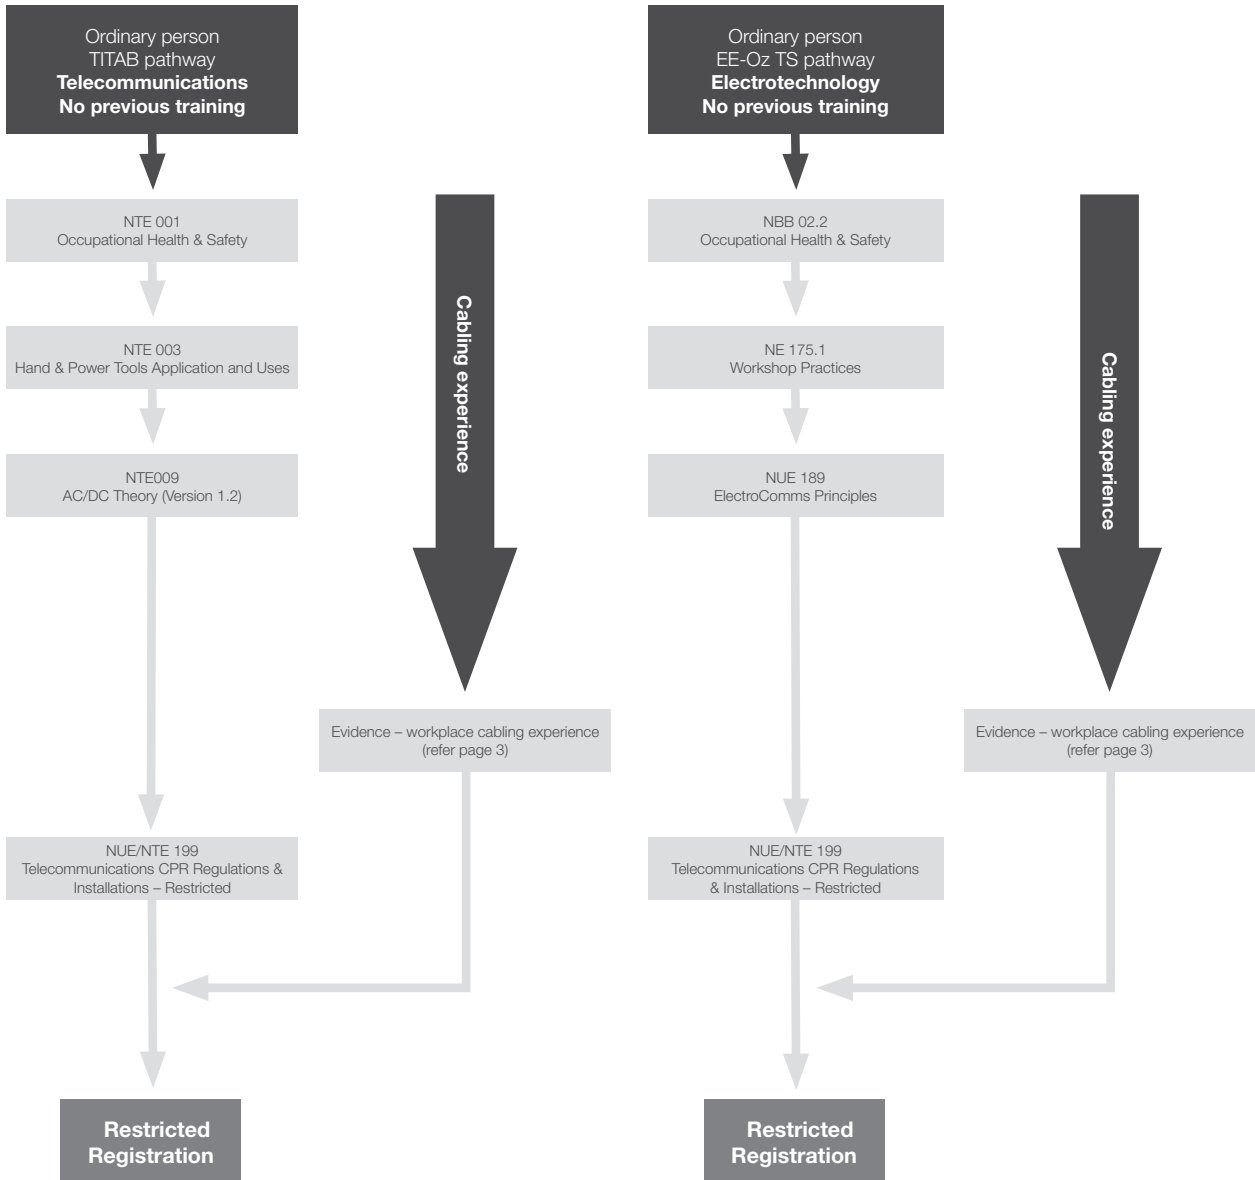 Ordinary person
TITAB pathway
Telecommunications
No previous training
NTE 001
Occupational Health & Safety
NTE 003
Hand & Power Tools Application and Uses
NTE009
AC/DC Theory (Version 1.2)
Cabling experience
Evidence – workplace cabling experience
(refer page 3)
NUE/NTE 199
Telecommunications CPR Regulations &
Installations – Restricted
Restricted
Registration
Ordinary person
EE-Oz TS pathway
Electrotechnology
No previous training
NBB 02.2
Occupational Health & Safety
NE 175.1
Workshop Practices
NUE 189
ElectroComms Principles
Cabling experience
Evidence – workplace cabling experience
(refer page 3)
NUE/NTE 199
Telecommunications CPR Regulations
& Installations – Restricted
Restricted
Registration